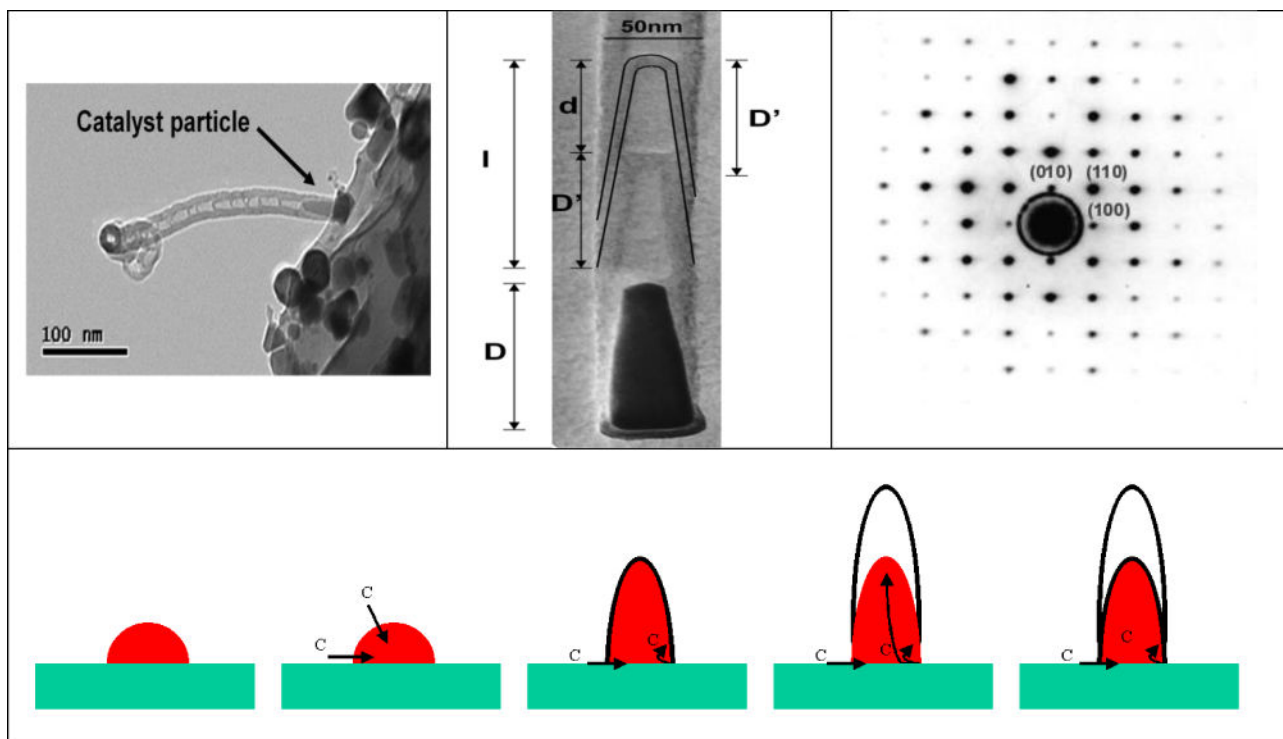 Catalyst particle
100 nm
50nm
d
D'
l
D'
D
(010) (110)
(100)
C
C
C
C
C
C
C
C